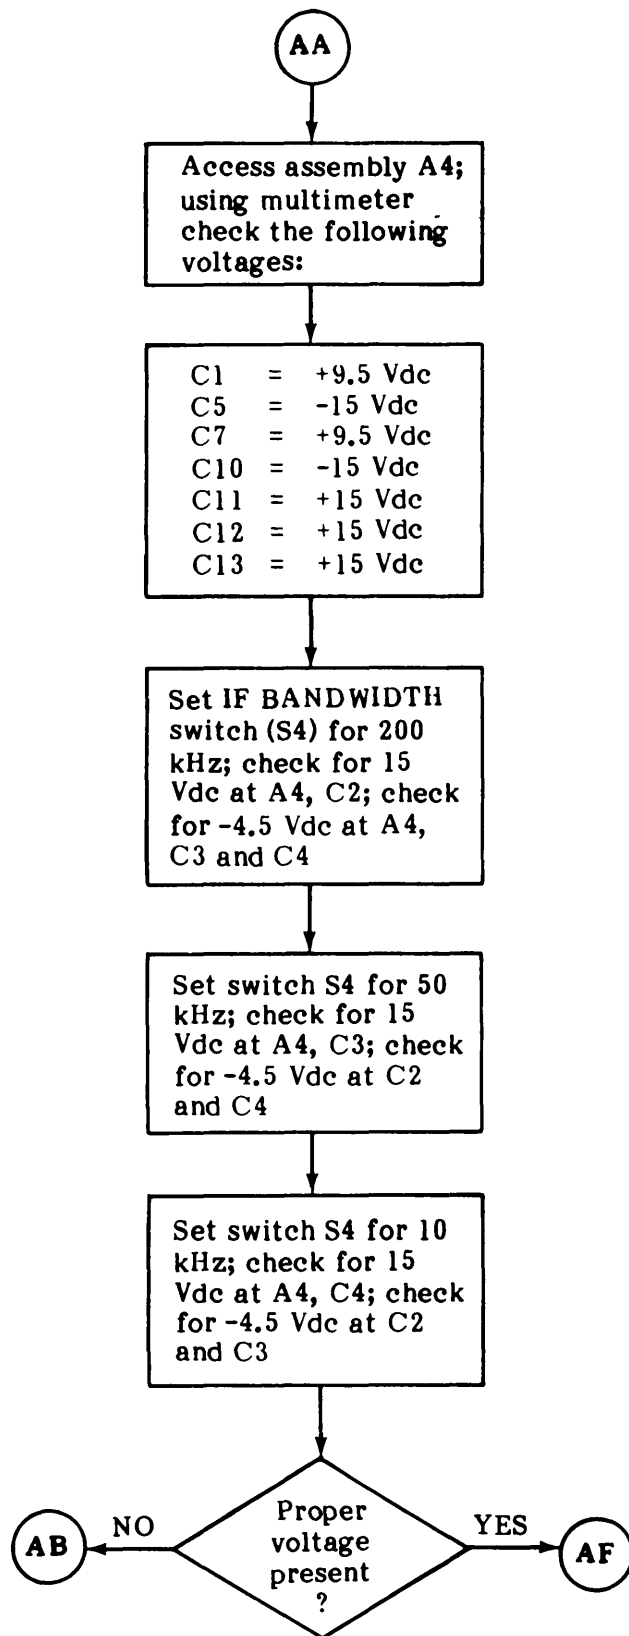 AA
Access assembly A4;
using multimeter
check the following
voltages:
C1 = +9.5 Vdc
C5 = -15 Vdc
C7 = +9.5 Vdc
C10 = -15 Vdc
C11 = +15 Vdc
C12 = +15 Vdc
C13 = +15 Vdc
Set IF BANDWIDTH
switch (S4) for 200
kHz; check for 15
Vdc at A4, C2; check
for -4.5 Vdc at A4,
C3 and C4
Set switch S4 for 50
kHz; check for 15
Vdc at A4, C3; check
for -4.5 Vdc at C2
and C4
Set switch S4 for 10
kHz; check for 15
Vdc at A4, C4; check
for -4.5 Vdc at C2
and C3
Proper
voltage
present
?
NO
YES
AB
AF